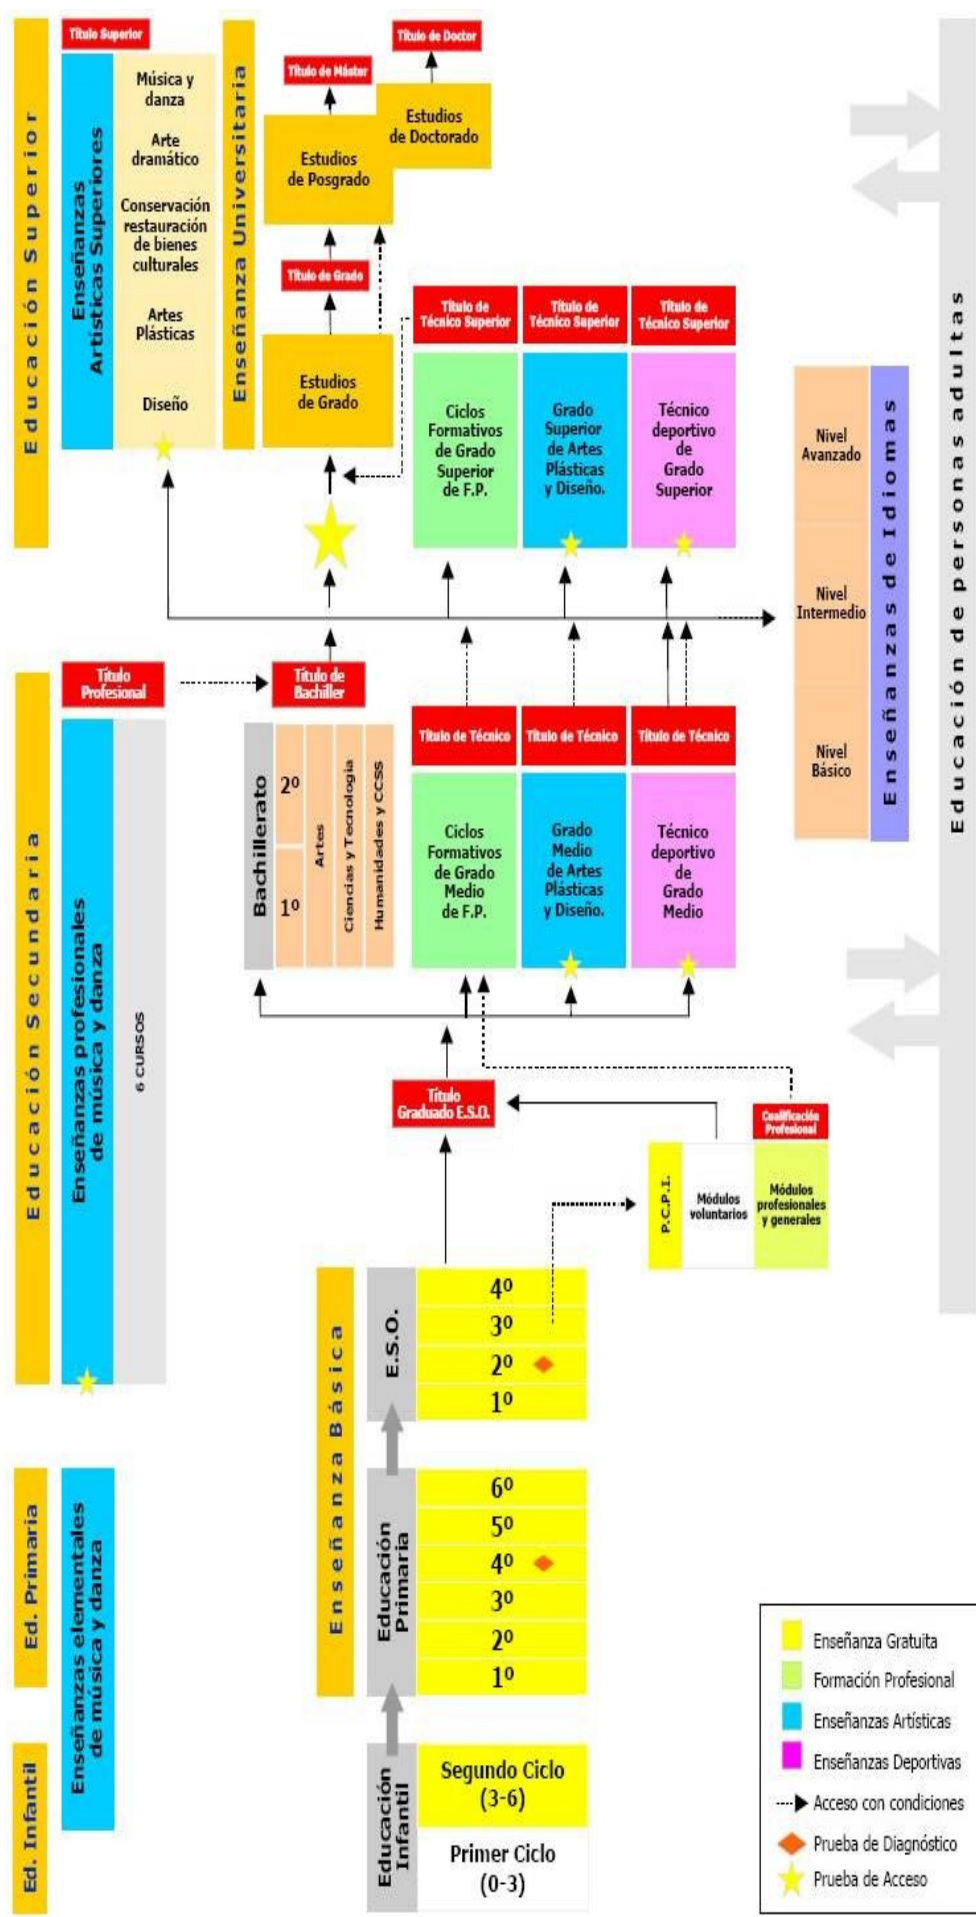 Educación Superior
Título Superior
Enseñanzas
Artísticas Superiores
Música y
danza
Arte
dramático
Conservación
restauración
de bienes
culturales
Artes
Plásticas
Diseño
Enseñanza Universitaria
Título de Máster
Título de Doctor
Estudios
de Posgrado
Estudios
de Doctorado
Título de Grado
Estudios
de Grado
Título de
Técnico Superior
Título de
Técnico Superior
Título de
Técnico Superior
Ciclos
Formativos
de Grado
Superior
de F.P.
Grado
Superior
de Artes
Plásticas
y Diseño.
Técnico
deportivo
de
Grado
Superior
Nivel
Avanzado
Nivel
Intermedio
Nivel
Básico
Enseñanzas de Idiomas
Educación de personas adultas
Educación Secundaria
Título
Profesional
Enseñanzas profesionales
de música y danza
6 CURSOS
Título de
Bachiller
Bachillerato
2º
1º
Artes
Ciencias y Tecnología
Humanidades y CCSS
Título de Técnico
Título de Técnico
Título de Técnico
Ciclos
Formativos
de Grado
Medio
de F.P.
Grado
Medio
de Artes
Plásticas
y Diseño.
Técnico
deportivo
de
Grado
Medio
Título
Graduado E.S.O.
Cualificación
Profesional
P.C.P.I.
Módulos
voluntarios
Módulos
profesionales
y generales
Enseñanza Básica
E.S.O.
4º
3º
2º
1º
Ed. Primaria
Enseñanzas elementales
de música y danza
Educación
Primaria
6º
5º
4º
3º
2º
1º
Ed. Infantil
Educación
Infantil
Segundo Ciclo
(3-6)
Primer Ciclo
(0-3)
Enseñanza Gratuita
Formación Profesional
Enseñanzas Artísticas
Enseñanzas Deportivas
Acceso con condiciones
Prueba de Diagnóstico
Prueba de Acceso